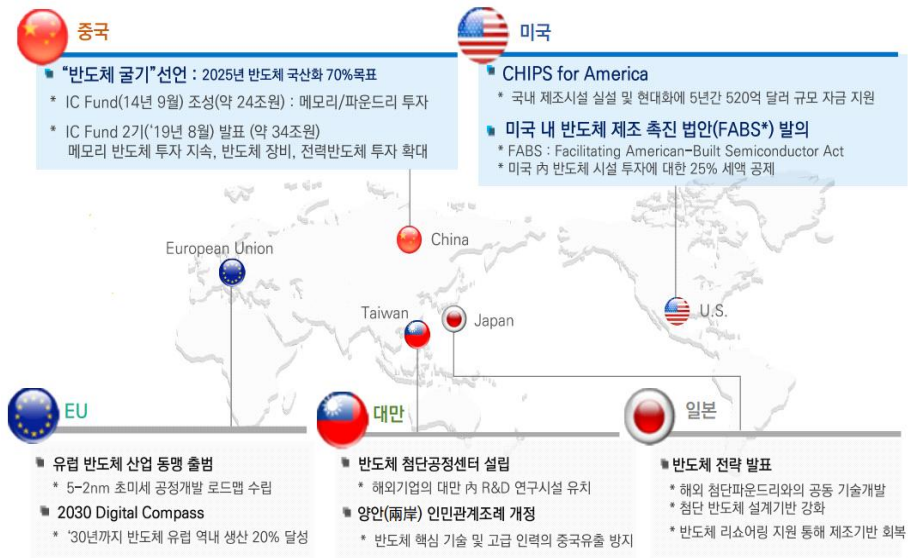 중국
"반도체 굴기"선언 : 2025년 반도체 국산화 70%목표
* IC Fund(14년 9월) 조성(약 24조원) : 메모리/파운드리 투자
* IC Fund 2기('19년 8월) 발표 (약 34조원)
메모리 반도체 투자 지속, 반도체 장비, 전력반도체 투자 확대
미국
CHIPS for America
* 국내 제조시설 실설 및 현대화에 5년간 520억 달러 규모 자금 지원
미국 내 반도체 제조 촉진 법안(FABS*) 발의
* FABS : Facilitating American-Built Semiconductor Act
* 미국 內 반도체 시설 투자에 대한 25% 세액 공제
European Union
China
Taiwan
Japan
U.S.
EU
유럽 반도체 산업 동맹 출범
* 5-2nm 초미세 공정개발 로드맵 수립
2030 Digital Compass
* '30년까지 반도체 유럽 역내 생산 20% 달성
대만
반도체 첨단공정센터 설립
* 해외기업의 대만 內 R&D 연구시설 유치
양안(兩岸) 인민관계조례 개정
* 반도체 핵심 기술 및 고급 인력의 중국유출 방지
일본
반도체 전략 발표
* 해외 첨단파운드리와의 공동 기술개발
* 첨단 반도체 설계기반 강화
* 반도체 리쇼어링 지원 통해 제조기반 회복